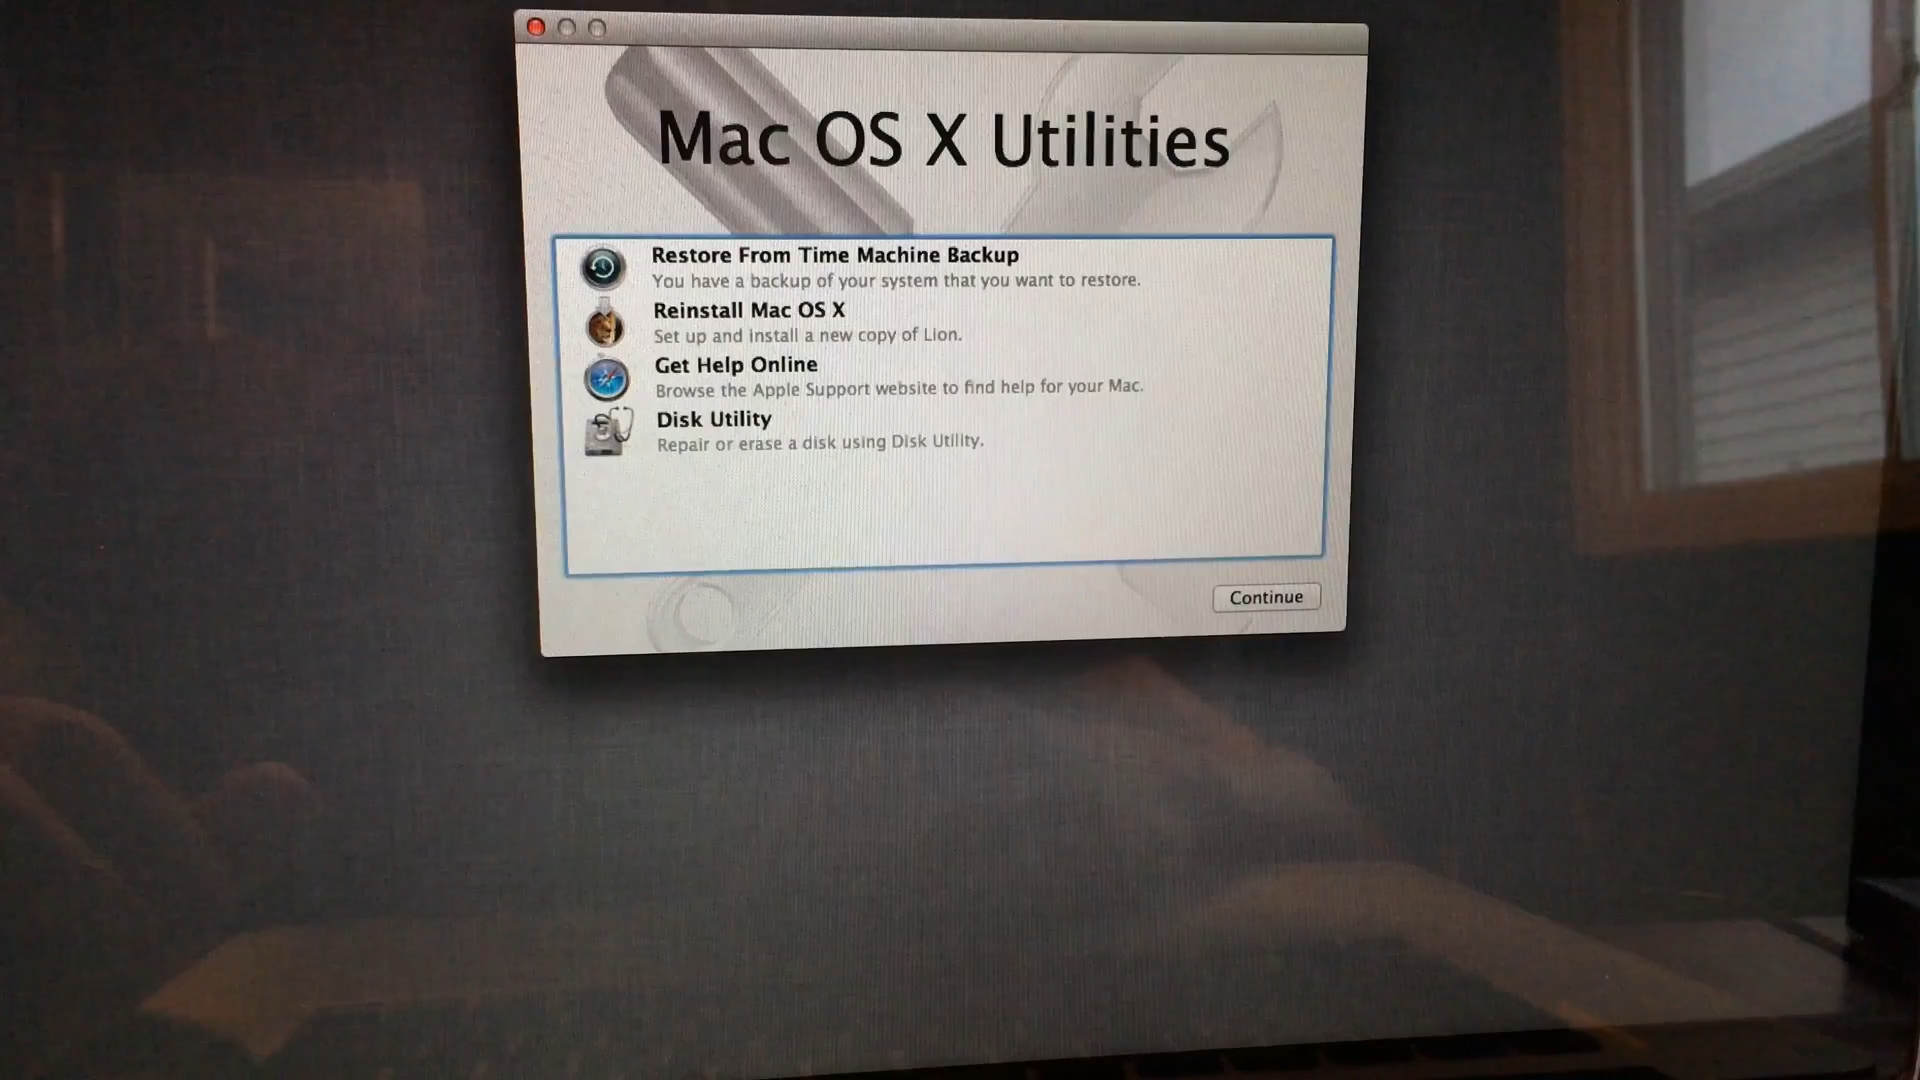 Mac OS X Utilities
Restore From Time Machine Backup
You have a backup of your system that you want to restore.
Reinstall Mac OS X
Set up and install a new copy of Lion.
Get Help Online
Browse the Apple Support website to find help for your Mac.
Disk Utility
Repair or erase a disk using Disk Utility.
Continue